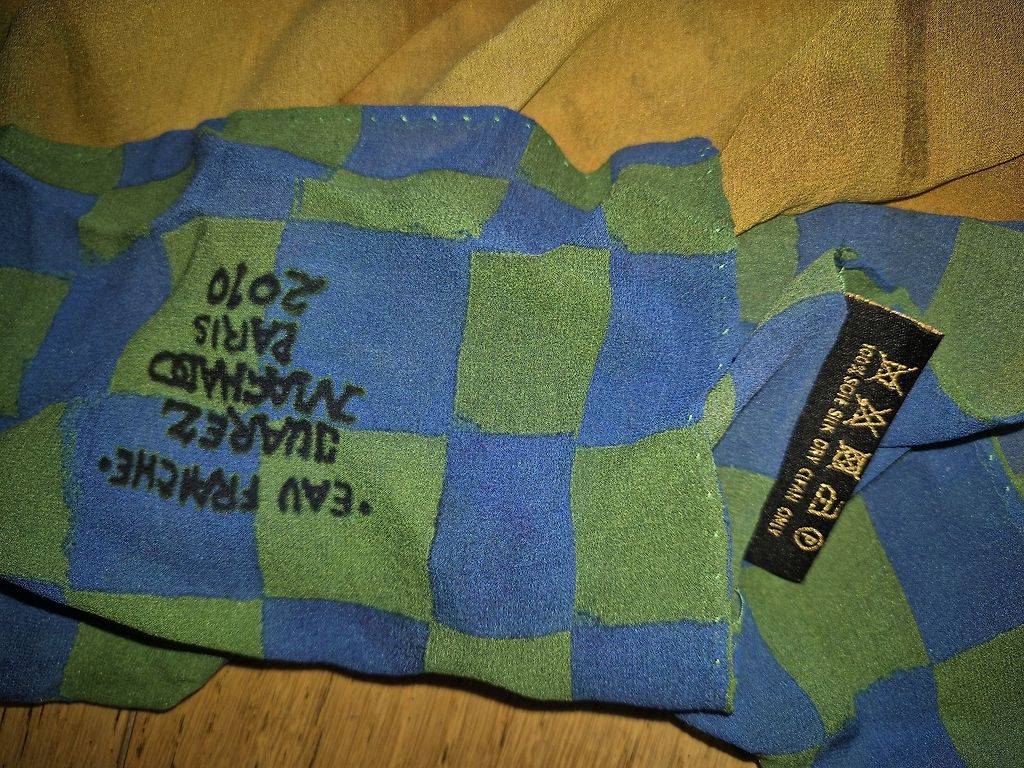 "EAU FRAICHE"
JUAREZ
MACHADO
PARIS
2010
100% SOIE SILK DRY CLEAN ONLY
P